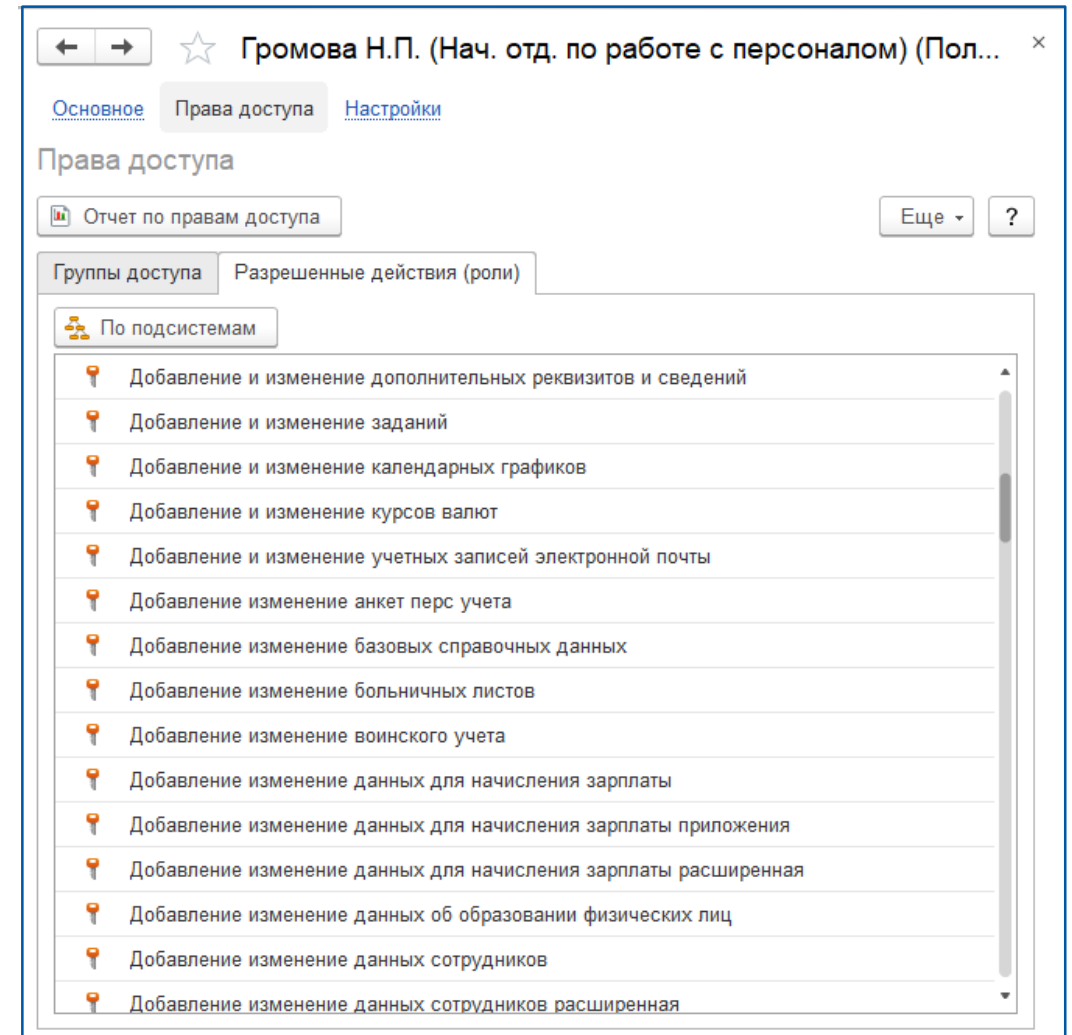 Громова Н.П. (Нач. отд. по работе с персоналом) (Пол...
Основное Права доступа Настройки
Права доступа
Отчет по правам доступа Еще ?
Группы доступа Разрешенные действия (роли)
По подсистемам
Добавление и изменение дополнительных реквизитов и сведений
Добавление и изменение заданий
Добавление и изменение календарных графиков
Добавление и изменение курсов валют
Добавление и изменение учетных записей электронной почты
Добавление изменение анкет перс учета
Добавление изменение базовых справочных данных
Добавление изменение больничных листов
Добавление изменение воинского учета
Добавление изменение данных для начисления зарплаты
Добавление изменение данных для начисления зарплаты приложения
Добавление изменение данных для начисления зарплаты расширенная
Добавление изменение данных об образовании физических лиц
Добавление изменение данных сотрудников
Добавление изменение данных сотрудников расширенная